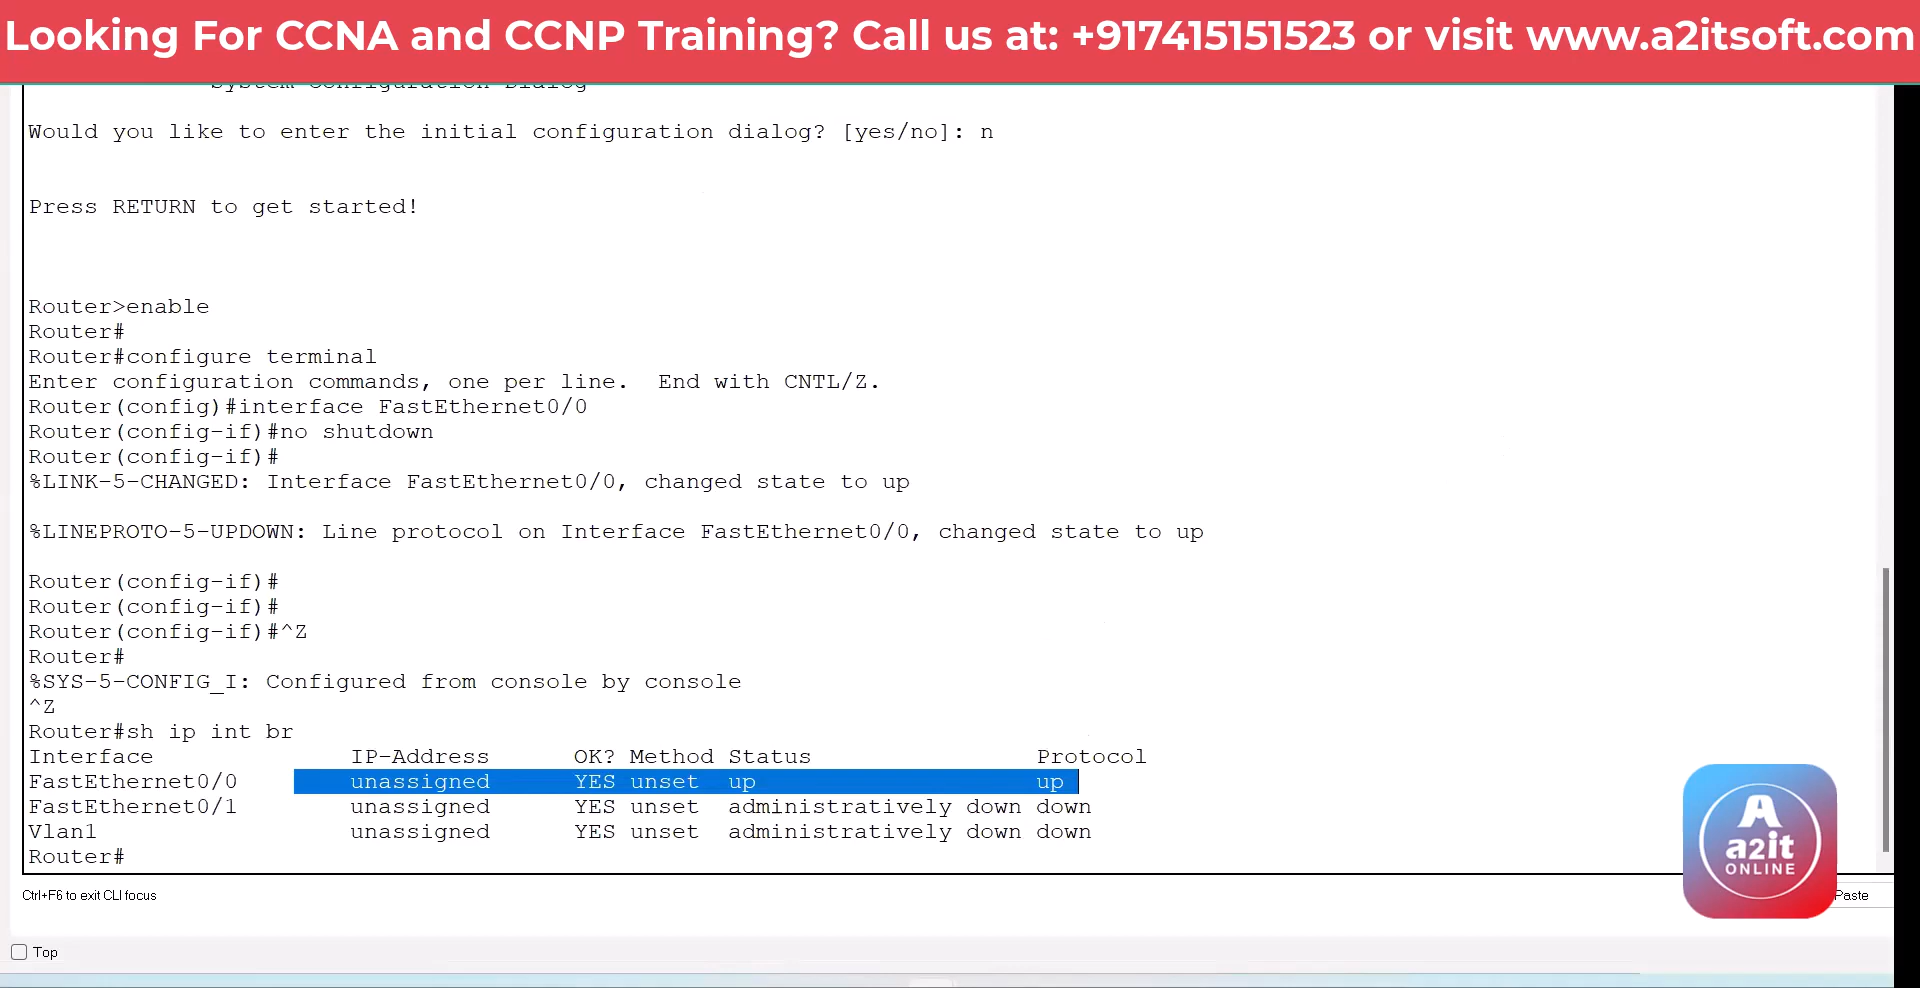 Looking For CCNA and CCNP Training? Call us at: +917415151523 or visit www.a2itsoft.com
System Configuration Dialog
Would you like to enter the initial configuration dialog? [yes/no]: n
Press RETURN to get started!
Router>enable
Router#
Router#configure terminal
Enter configuration commands, one per line.  End with CNTL/Z.
Router(config)#interface FastEthernet0/0
Router(config-if)#no shutdown
Router(config-if)#
%LINK-5-CHANGED: Interface FastEthernet0/0, changed state to up
%LINEPROTO-5-UPDOWN: Line protocol on Interface FastEthernet0/0, changed state to up
Router(config-if)#
Router(config-if)#
Router(config-if)#^Z
Router#
%SYS-5-CONFIG_I: Configured from console by console
^Z
Router#sh ip int br
Interface IP-Address OK? Method Status Protocol
FastEthernet0/0 unassigned YES unset up up
FastEthernet0/1 unassigned YES unset administratively down down
Vlan1 unassigned YES unset administratively down down
Router#
A
a2it
ONLINE
Ctrl+F6 to exit CLI focus
Paste
Top